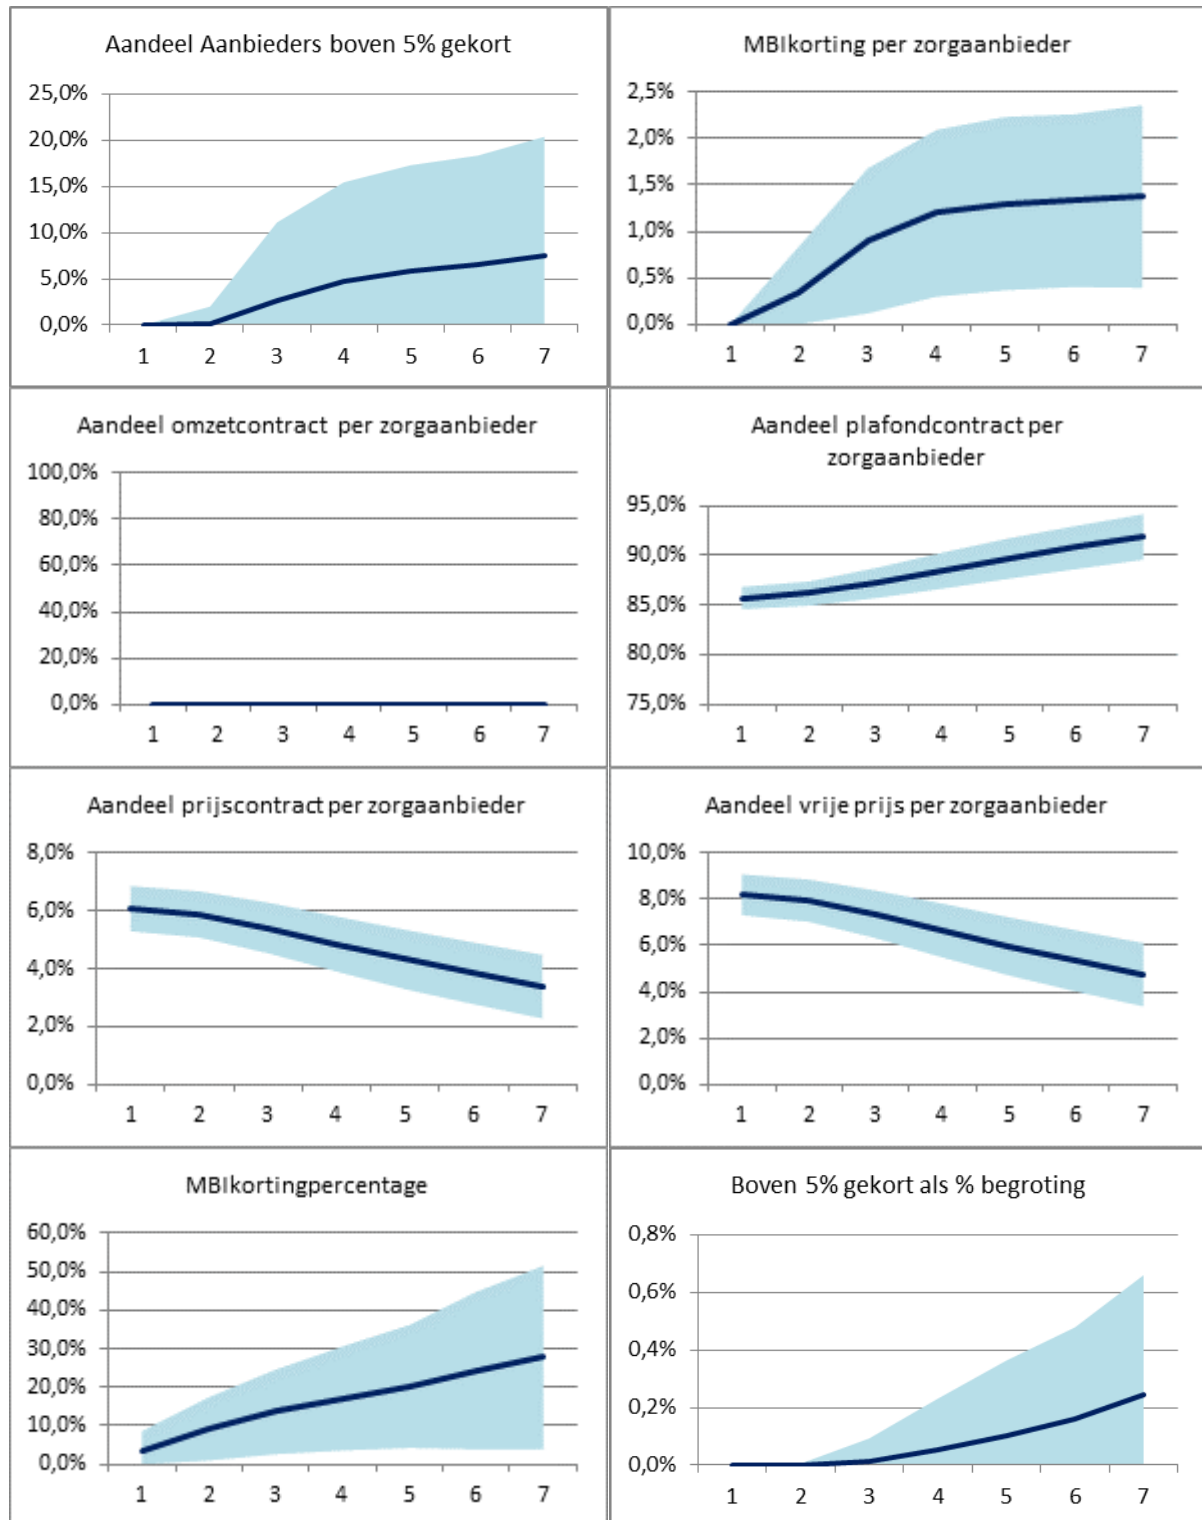 Aandeel Aanbieders boven 5% gekort
25,0%
20,0%
15,0%
10,0%
5,0%
0,0%
1 2 3 4 5 6 7
MBIkorting per zorgaanbieder
2,5%
2,0%
1,5%
1,0%
0,5%
0,0%
1 2 3 4 5 6 7
Aandeel omzetcontract per zorgaanbieder
100,0%
80,0%
60,0%
40,0%
20,0%
0,0%
1 2 3 4 5 6 7
Aandeel plafondcontract per
zorgaanbieder
95,0%
90,0%
85,0%
80,0%
75,0%
1 2 3 4 5 6 7
Aandeel prijscontract per zorgaanbieder
8,0%
6,0%
4,0%
2,0%
0,0%
1 2 3 4 5 6 7
Aandeel vrije prijs per zorgaanbieder
10,0%
8,0%
6,0%
4,0%
2,0%
0,0%
1 2 3 4 5 6 7
MBIkortingpercentage
60,0%
50,0%
40,0%
30,0%
20,0%
10,0%
0,0%
1 2 3 4 5 6 7
Boven 5% gekort als % begroting
0,8%
0,6%
0,4%
0,2%
0,0%
1 2 3 4 5 6 7